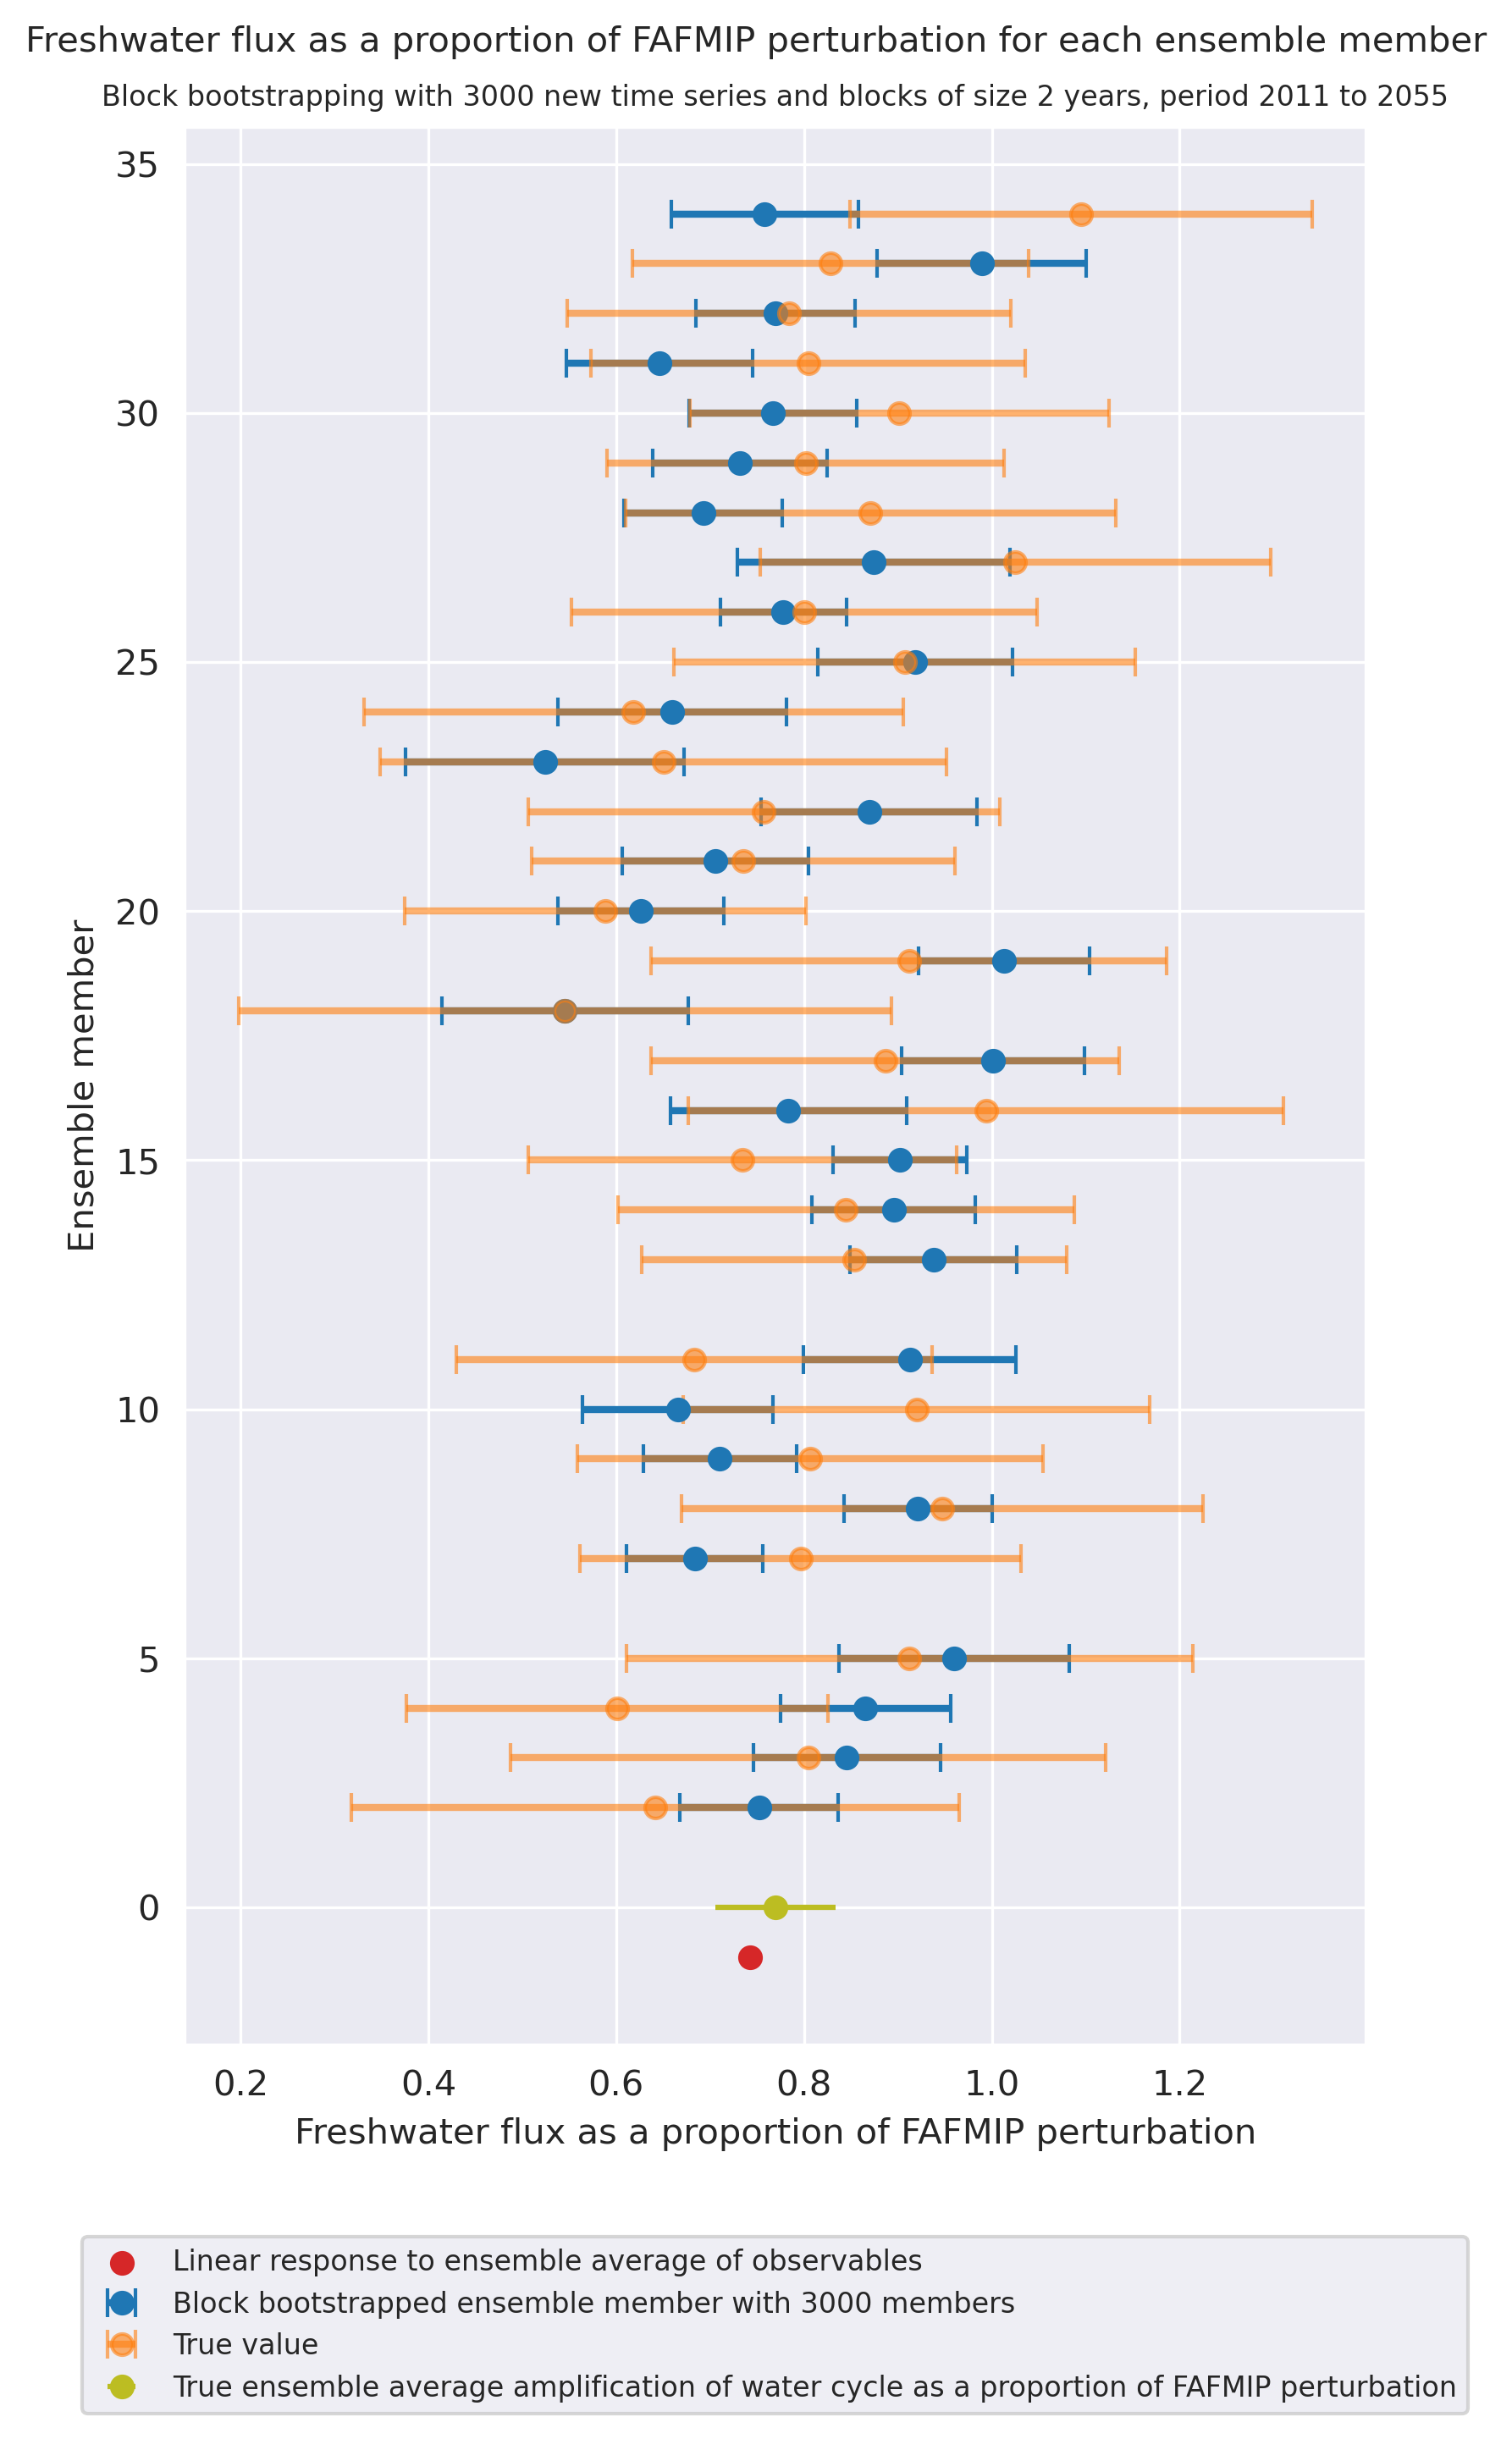 Freshwater flux as a proportion of FAFMIP perturbation for each ensemble member
Block bootstrapping with 3000 new time series and blocks of size 2 years, period 2011 to 2055
35
30
25
20
15
10
5
0
Ensemble member
0.2 0.4 0.6 0.8 1.0 1.2
Freshwater flux as a proportion of FAFMIP perturbation
Linear response to ensemble average of observables
Block bootstrapped ensemble member with 3000 members
True value
True ensemble average amplification of water cycle as a proportion of FAFMIP perturbation